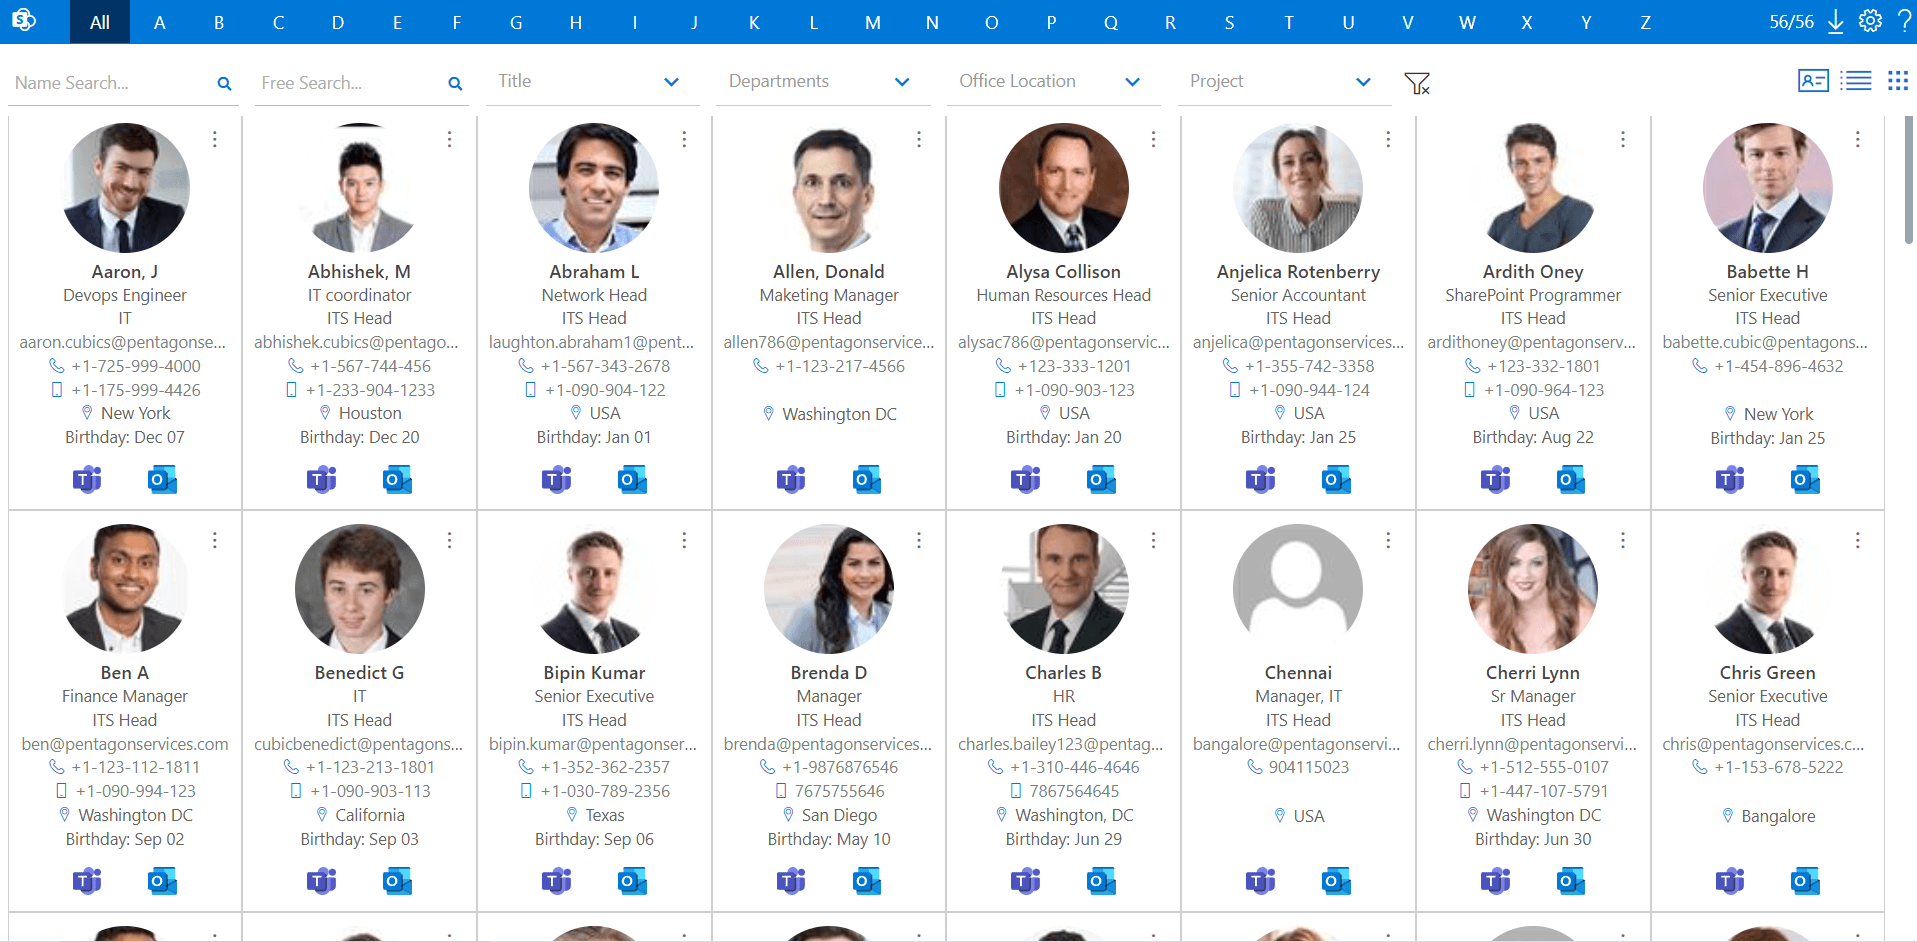 All A B C D E F G H I J K L M N O P Q R S T U V W X Y Z 56/56 ?
Name Search... Free Search... Title Departments Office Location Project
Aaron, J
Devops Engineer
IT
aaron.cubics@pentagonse...
+1-725-999-4000
+1-175-999-4426
New York
Birthday: Dec 07
Abhishek, M
IT coordinator
ITS Head
abhishek.cubics@pentago...
+1-567-744-456
+1-233-904-1233
Houston
Birthday: Dec 20
Abraham L
Network Head
ITS Head
laughton.abraham1@pent...
+1-567-343-2678
+1-090-904-122
USA
Birthday: Jan 01
Allen, Donald
Maketing Manager
ITS Head
allen786@pentagonservice...
+1-123-217-4566
Washington DC
Alysa Collison
Human Resources Head
ITS Head
alysac786@pentagonservic...
+123-333-1201
+1-090-903-123
USA
Birthday: Jan 20
Anjelica Rotenberry
Senior Accountant
ITS Head
anjelica@pentagonservices...
+1-355-742-3358
+1-090-944-124
USA
Birthday: Jan 25
Ardith Oney
SharePoint Programmer
ITS Head
ardithoney@pentagonserv...
+123-332-1801
+1-090-964-123
USA
Birthday: Aug 22
Babette H
Senior Executive
ITS Head
babette.cubic@pentagons...
+1-454-896-4632
New York
Birthday: Jan 25
Ben A
Finance Manager
ITS Head
ben@pentagonservices.com
+1-123-112-1811
+1-090-994-123
Washington DC
Birthday: Sep 02
Benedict G
IT
ITS Head
cubicbenedict@pentagons...
+1-123-213-1801
+1-090-903-113
California
Birthday: Sep 03
Bipin Kumar
Senior Executive
ITS Head
bipin.kumar@pentagonser...
+1-352-362-2357
+1-030-789-2356
Texas
Birthday: Sep 06
Brenda D
Manager
ITS Head
brenda@pentagonservices...
+1-9876876546
7675755646
San Diego
Birthday: May 10
Charles B
HR
ITS Head
charles.bailey123@pentag...
+1-310-446-4646
7867564645
Washington, DC
Birthday: Jun 29
Chennai
Manager, IT
ITS Head
bangalore@pentagonservi...
904115023
USA
Cherri Lynn
Sr Manager
ITS Head
cherri.lynn@pentagonservi...
+1-512-555-0107
+1-447-107-5791
Washington DC
Birthday: Jun 30
Chris Green
Senior Executive
ITS Head
chris@pentagonservices.c...
+1-153-678-5222
Bangalore